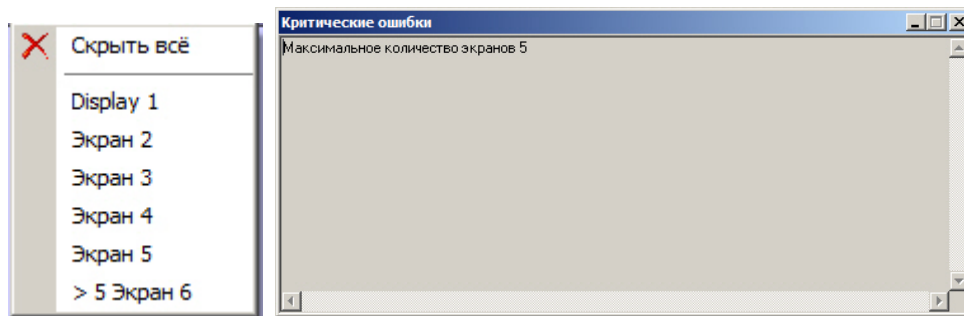 Скрыть всё
Display 1
Экран 2
Экран 3
Экран 4
Экран 5
> 5 Экран 6
Критические ошибки
Максимальное количество экранов 5